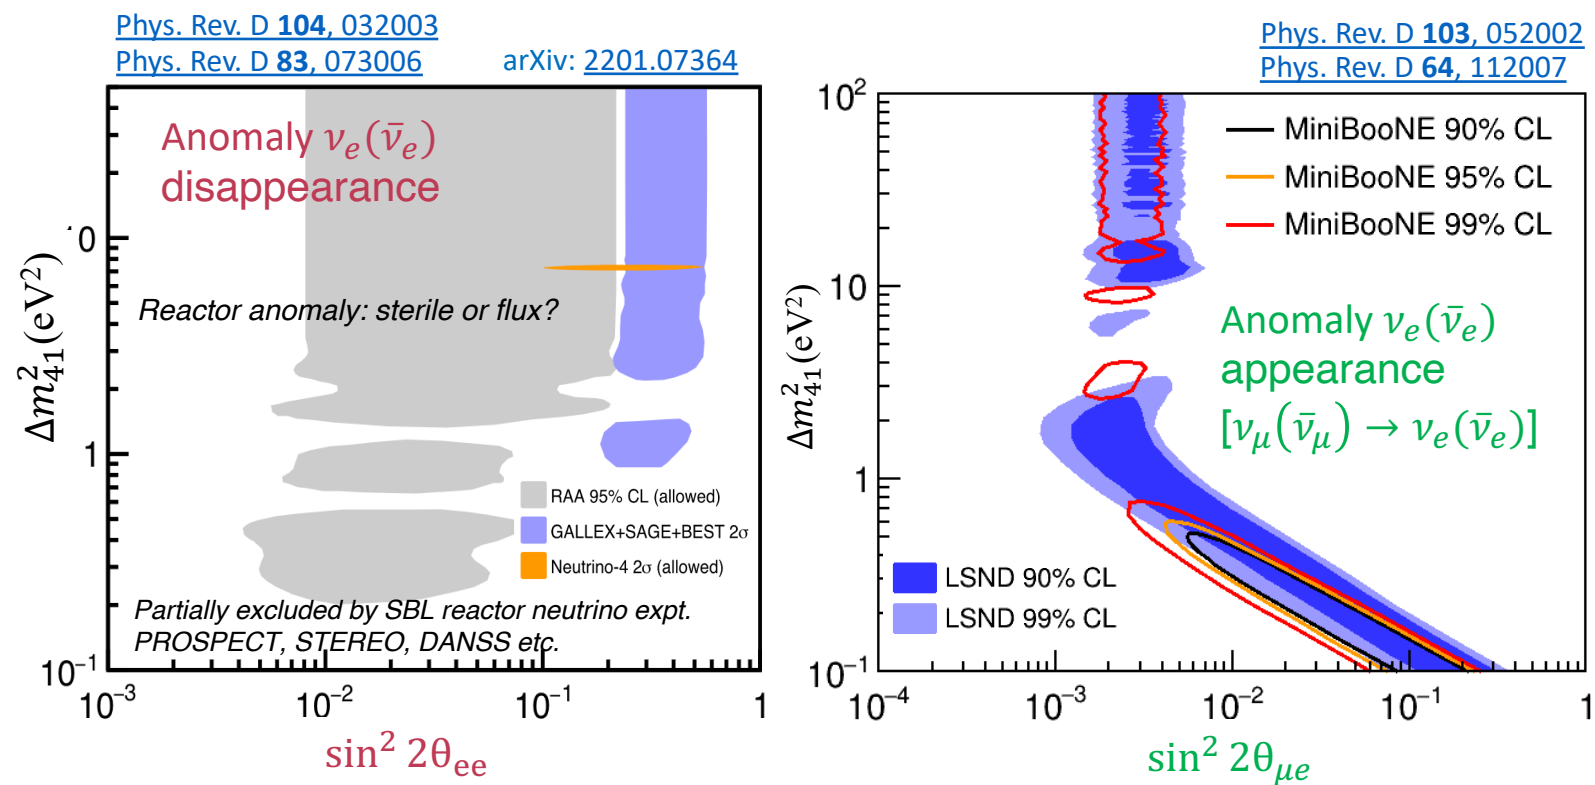 Phys. Rev. D 104, 032003
Phys. Rev. D 83, 073006
arXiv: 2201.07364
Anomaly νₑ(ν̄ₑ)
disappearance
Reactor anomaly: sterile or flux?
RAA 95% CL (allowed)
GALLEX+SAGE+BEST 2σ
Neutrino-4 2σ (allowed)
Partially excluded by SBL reactor neutrino expt.
PROSPECT, STEREO, DANSS etc.
Δm²₄₁(eV²)
0
1
10⁻¹
10⁻³
10⁻²
10⁻¹
1
sin² 2θₑₑ
Phys. Rev. D 103, 052002
Phys. Rev. D 64, 112007
MiniBooNE 90% CL
MiniBooNE 95% CL
MiniBooNE 99% CL
Anomaly νₑ(ν̄ₑ)
appearance
[ν_μ(ν̄_μ) → νₑ(ν̄ₑ)]
LSND 90% CL
LSND 99% CL
Δm²₄₁(eV²)
10²
10
1
10⁻¹
10⁻⁴
10⁻³
10⁻²
10⁻¹
1
sin² 2θ_μe